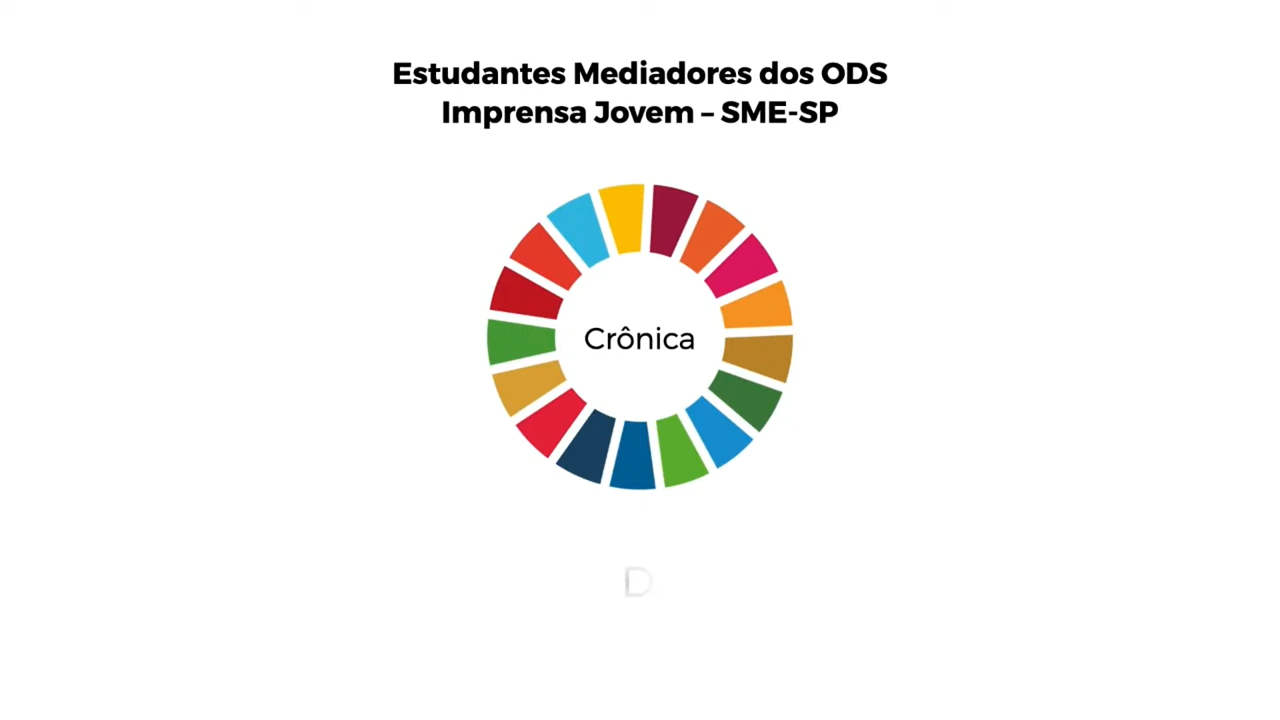 Estudantes Mediadores dos ODS
Imprensa Jovem – SME-SP
Crônica
D